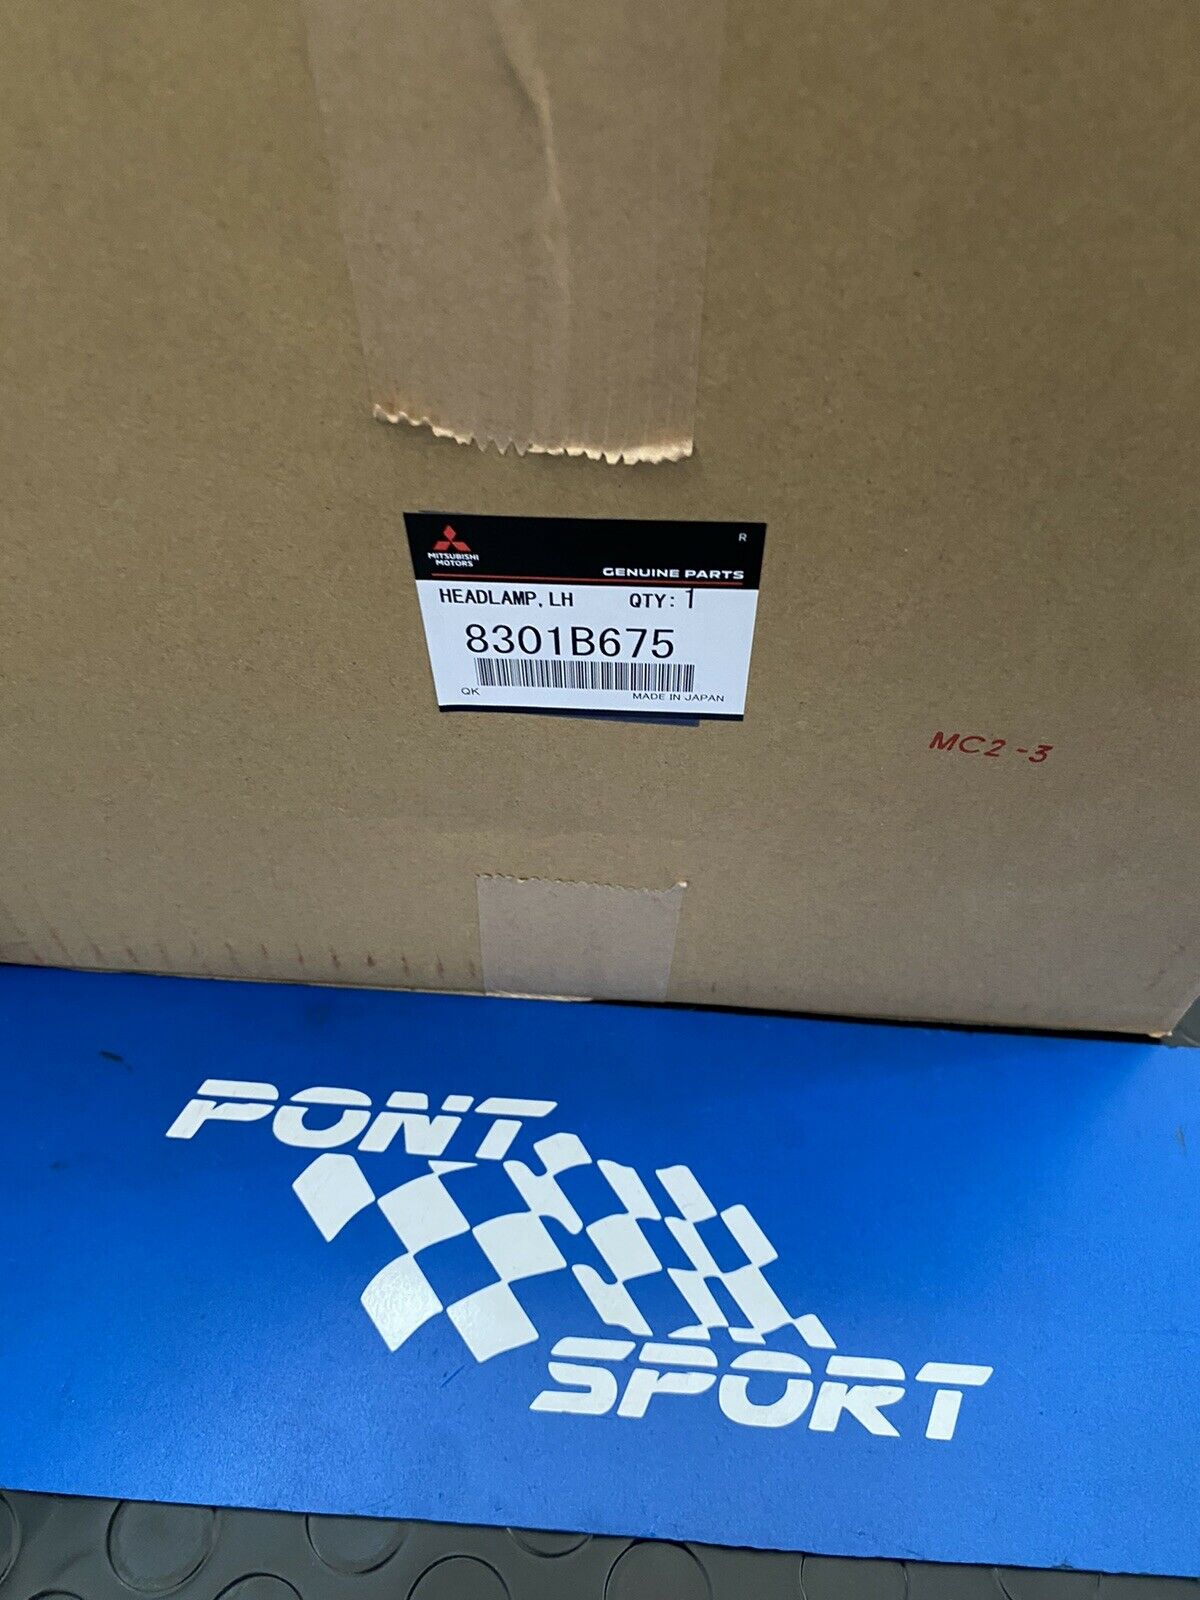 MITSUBISHI
MOTORS
R
GENUINE PARTS
HEADLAMP,LH QTY: 1
8301B675
QK MADE IN JAPAN
MC2-3
PONT
SPORT